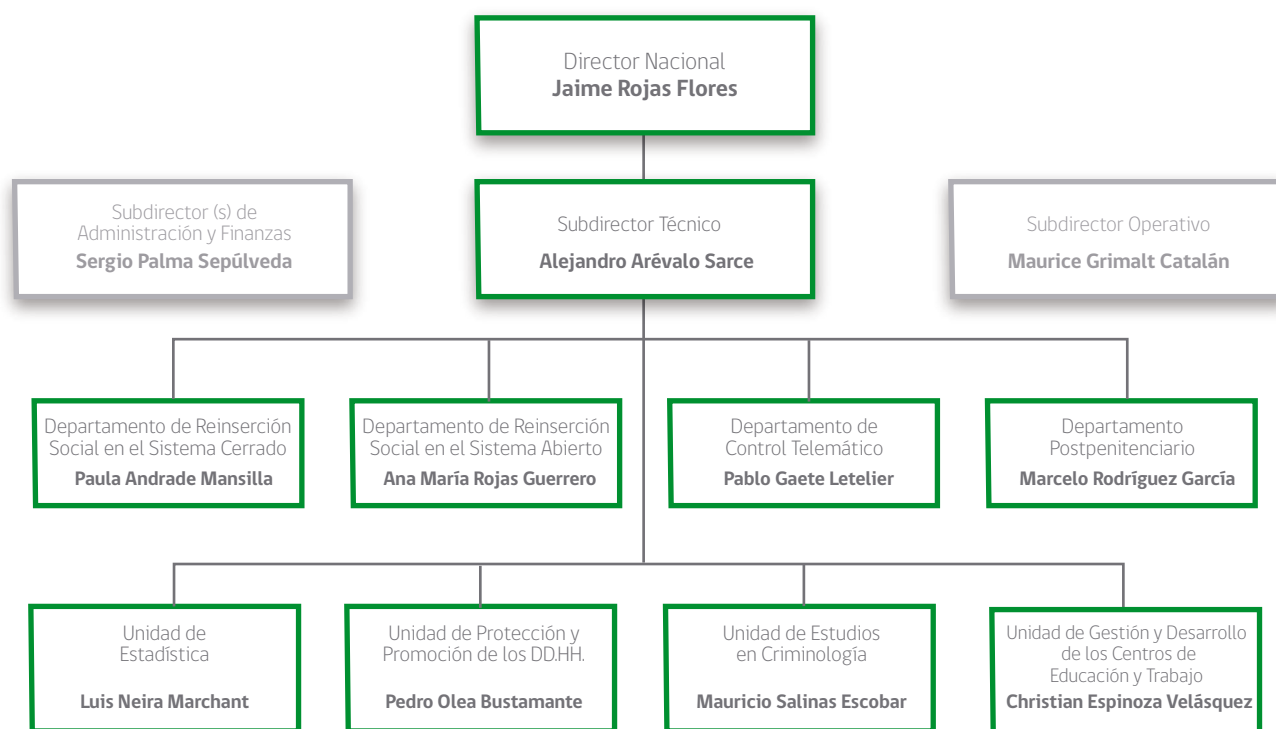 Director Nacional
Jaime Rojas Flores
Subdirector (s) de
Administración y Finanzas
Sergio Palma Sepúlveda
Subdirector Técnico
Alejandro Arévalo Sarce
Subdirector Operativo
Maurice Grimalt Catalán
Departamento de Reinserción
Social en el Sistema Cerrado
Paula Andrade Mansilla
Departamento de Reinserción
Social en el Sistema Abierto
Ana María Rojas Guerrero
Departamento de
Control Telemático
Pablo Gaete Letelier
Departamento
Postpenitenciario
Marcelo Rodríguez García
Unidad de
Estadística
Luis Neira Marchant
Unidad de Protección y
Promoción de los DD.HH.
Pedro Olea Bustamante
Unidad de Estudios
en Criminología
Mauricio Salinas Escobar
Unidad de Gestión y Desarrollo
de los Centros de
Educación y Trabajo
Christian Espinoza Velásquez